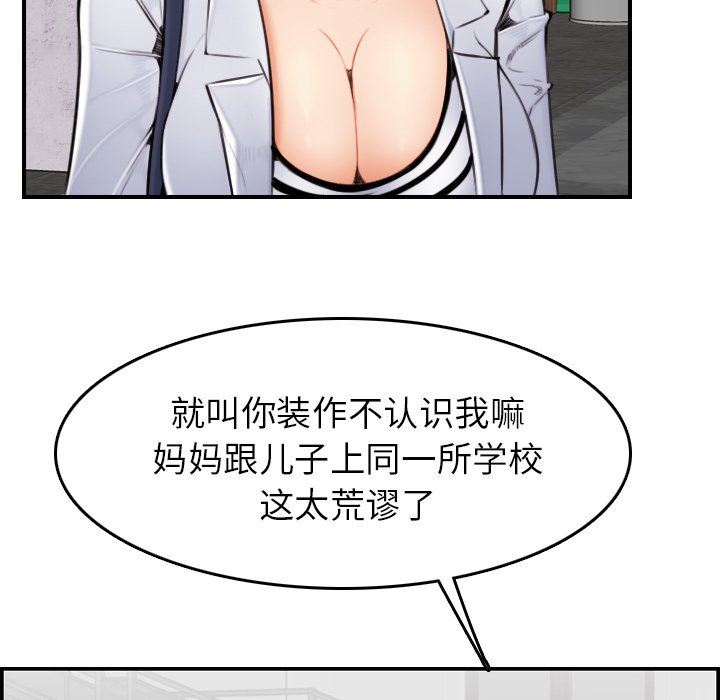 就叫你装作不认识我嘛
妈妈跟儿子上同一所学校
这太荒谬了